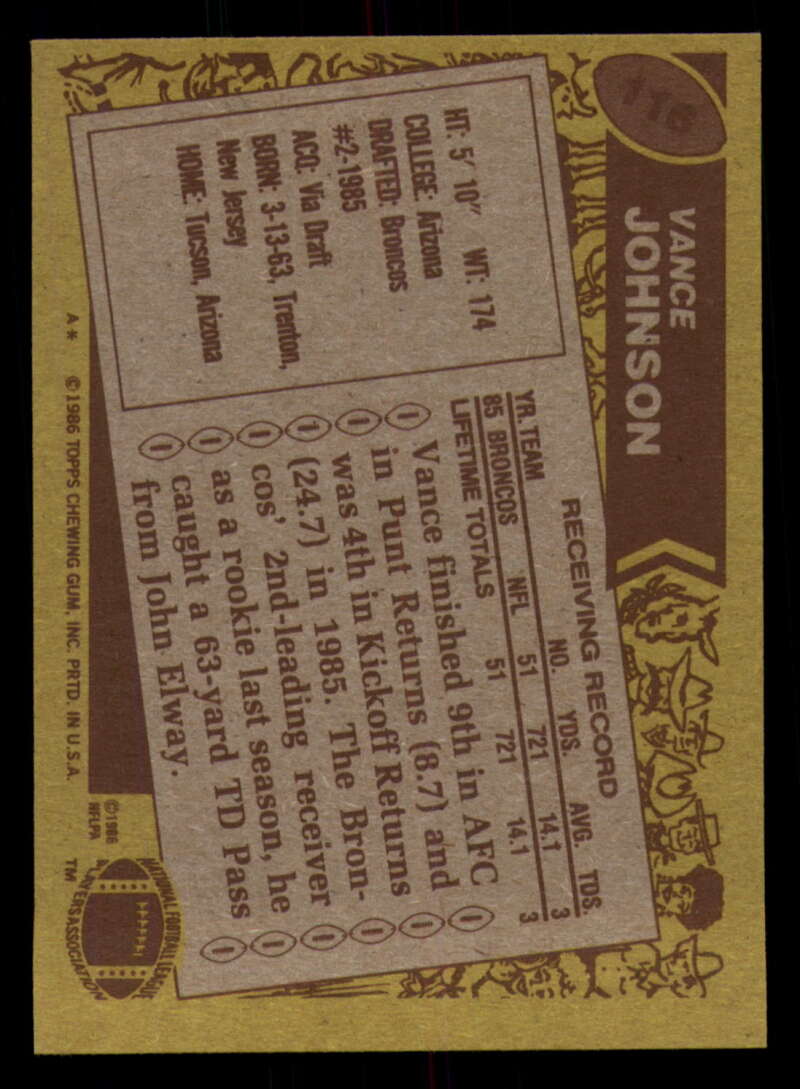 116
VANCE
JOHNSON
HT: 5' 10" WT: 174
COLLEGE: Arizona
DRAFTED: Broncos
#2-1985
ACQ: Via Draft
BORN: 3-13-63, Trenton,
New Jersey
HOME: Tucson, Arizona
RECEIVING RECORD
YR. TEAM NO. YDS. AVG. TDS.
85 BRONCOS NFL 51 721 14.1 3
LIFETIME TOTALS 51 721 14.1 3
Vance finished 9th in AFC
in Punt Returns (8.7) and
was 4th in Kickoff Returns
(24.7) in 1985. The Bron-
cos' 2nd-leading receiver
as a rookie last season, he
caught a 63-yard TD Pass
from John Elway.
A* ©1986 TOPPS CHEWING GUM, INC. PRTD. IN U.S.A.
©1986
NFLPA
NATIONAL FOOTBALL LEAGUE
PLAYERS ASSOCIATION
TM